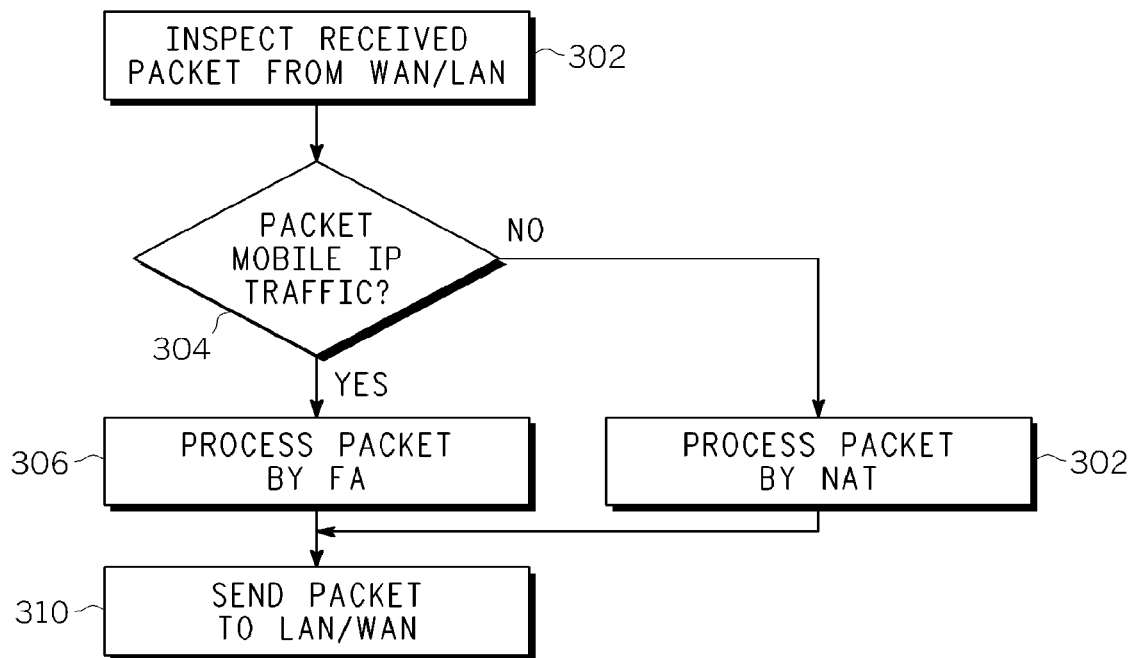 INSPECT RECEIVED
PACKET FROM WAN/LAN
302
PACKET
MOBILE IP
TRAFFIC?
NO
304
YES
PROCESS PACKET
BY FA
306
PROCESS PACKET
BY NAT
302
SEND PACKET
TO LAN/WAN
310